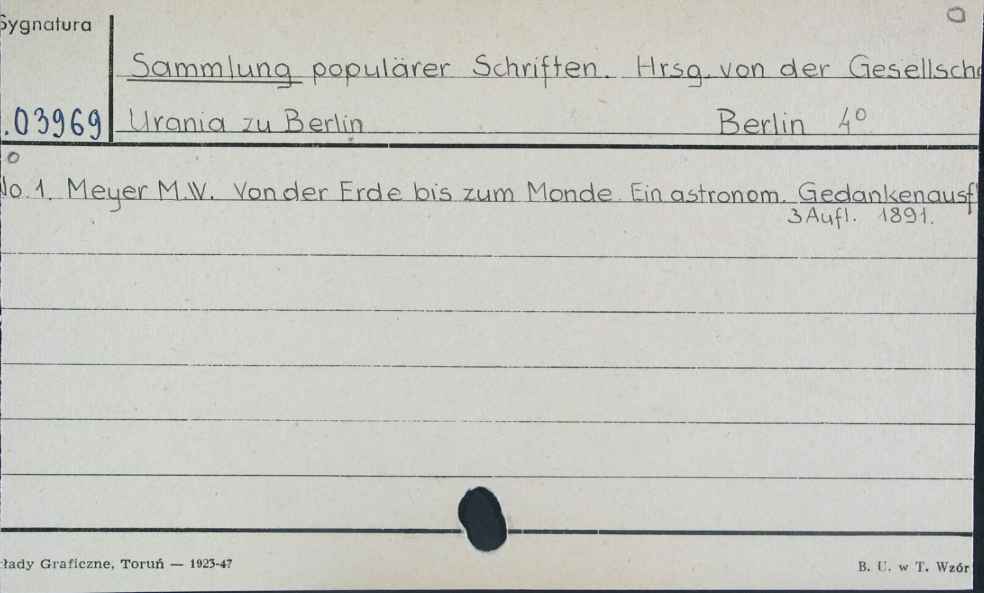 Sygnatura
Sammlung populärer Schriften. Hrsg. von der Gesellsch
.03969 Urania zu Berlin Berlin 4°
No. 1. Meyer M.W. Von der Erde bis zum Monde. Ein astronom. Gedankenausf
3 Aufl. 1891.
łady Graficzne, Toruń — 1923-47 B. U. w T. Wzór